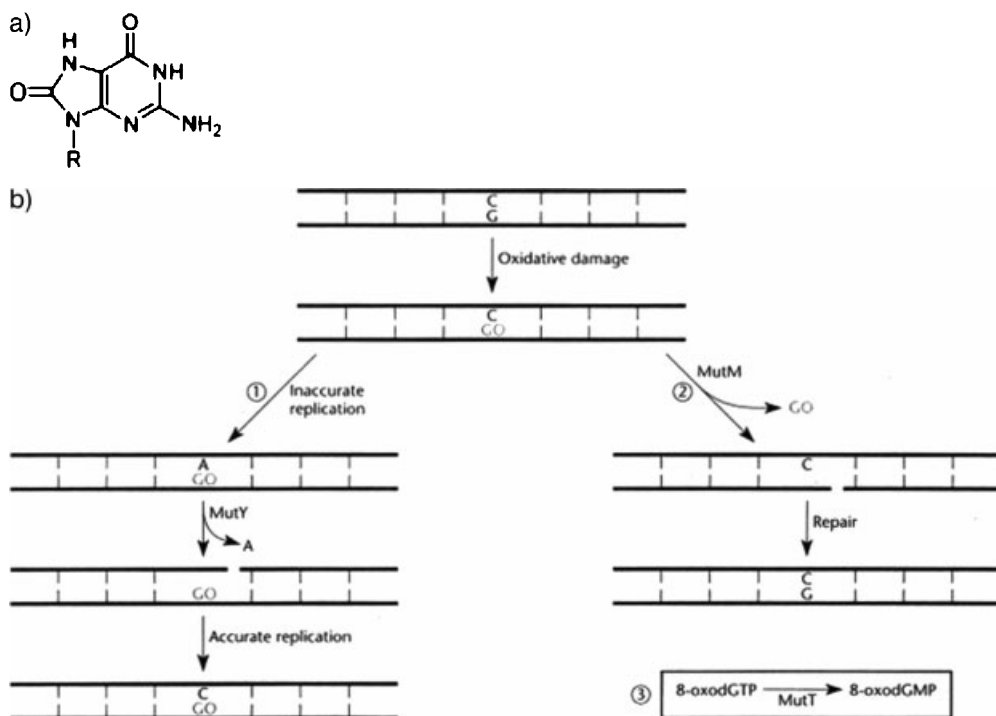 a)
H
N
O
NH
O
N
N
NH2
R
b)
C
G
Oxidative damage
C
GO
① Inaccurate
replication
MutM
②
GO
A
GO
C
MutY
A
Repair
GO
C
G
Accurate replication
C
GO
③ 8-oxodGTP MutT 8-oxodGMP